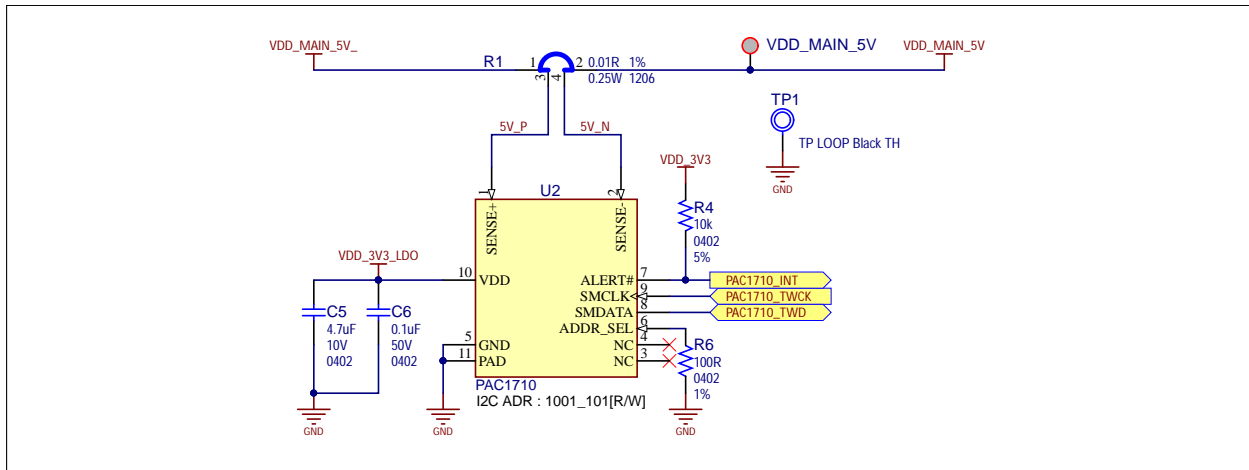 VDD_MAIN_5V_
R1
1
2
0.01R 1%
0.25W 1206
3
4
VDD_MAIN_5V
VDD_MAIN_5V
TP1
TP LOOP Black TH
GND
5V_P
5V_N
VDD_3V3
R4
10k
0402
5%
U2
1
2
SENSE+
SENSE-
VDD_3V3_LDO
10
VDD
C5
4.7uF
10V
0402
C6
0.1uF
50V
0402
5
GND
11
PAD
ALERT#
7
PAC1710_INT
SMCLK
9
PAC1710_TWCK
SMDATA
8
PAC1710_TWD
ADDR_SEL
6
NC
4
NC
3
R6
100R
0402
1%
PAC1710
I2C ADR : 1001_101[R/W]
GND
GND
GND